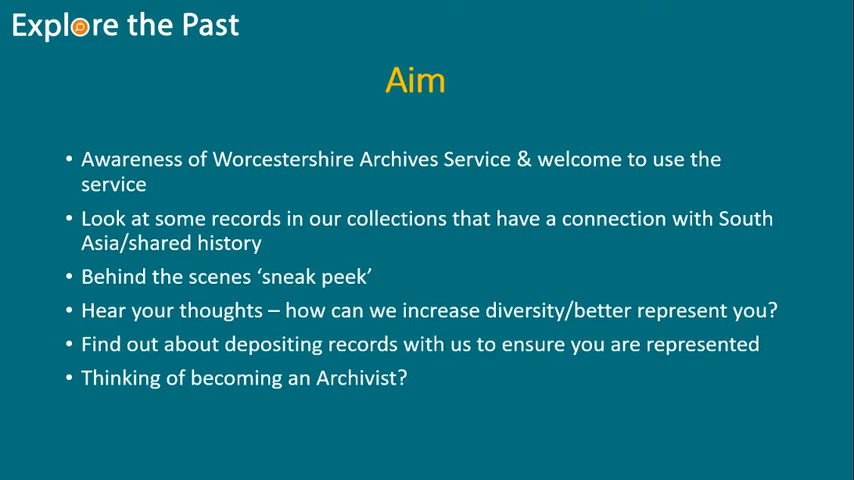 Explore the Past
Aim
• Awareness of Worcestershire Archives Service & welcome to use the
service
• Look at some records in our collections that have a connection with South
Asia/shared history
• Behind the scenes ‘sneak peek’
• Hear your thoughts – how can we increase diversity/better represent you?
• Find out about depositing records with us to ensure you are represented
• Thinking of becoming an Archivist?